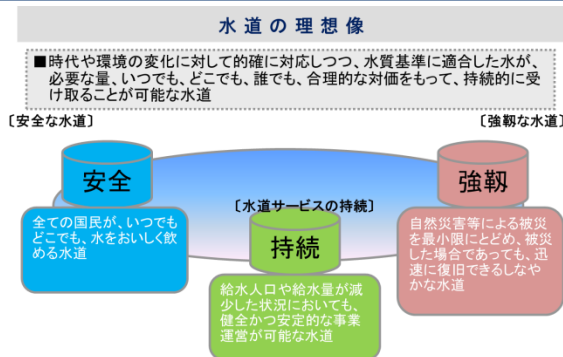 水道の理想像
■時代や環境の変化に対して的確に対応しつつ、水質基準に適合した水が、
必要な量、いつでも、どこでも、誰でも、合理的な対価をもって、持続的に受
け取ることが可能な水道
〔安全な水道〕
〔強靱な水道〕
安全
全ての国民が、いつでも
どこでも、水をおいしく飲
める水道
〔水道サービスの持続〕
持続
給水人口や給水量が減
少した状況においても、
健全かつ安定的な事業
運営が可能な水道
強靱
自然災害等による被災
を最小限にとどめ、被災
した場合であっても、迅
速に復旧できるしなや
かな水道